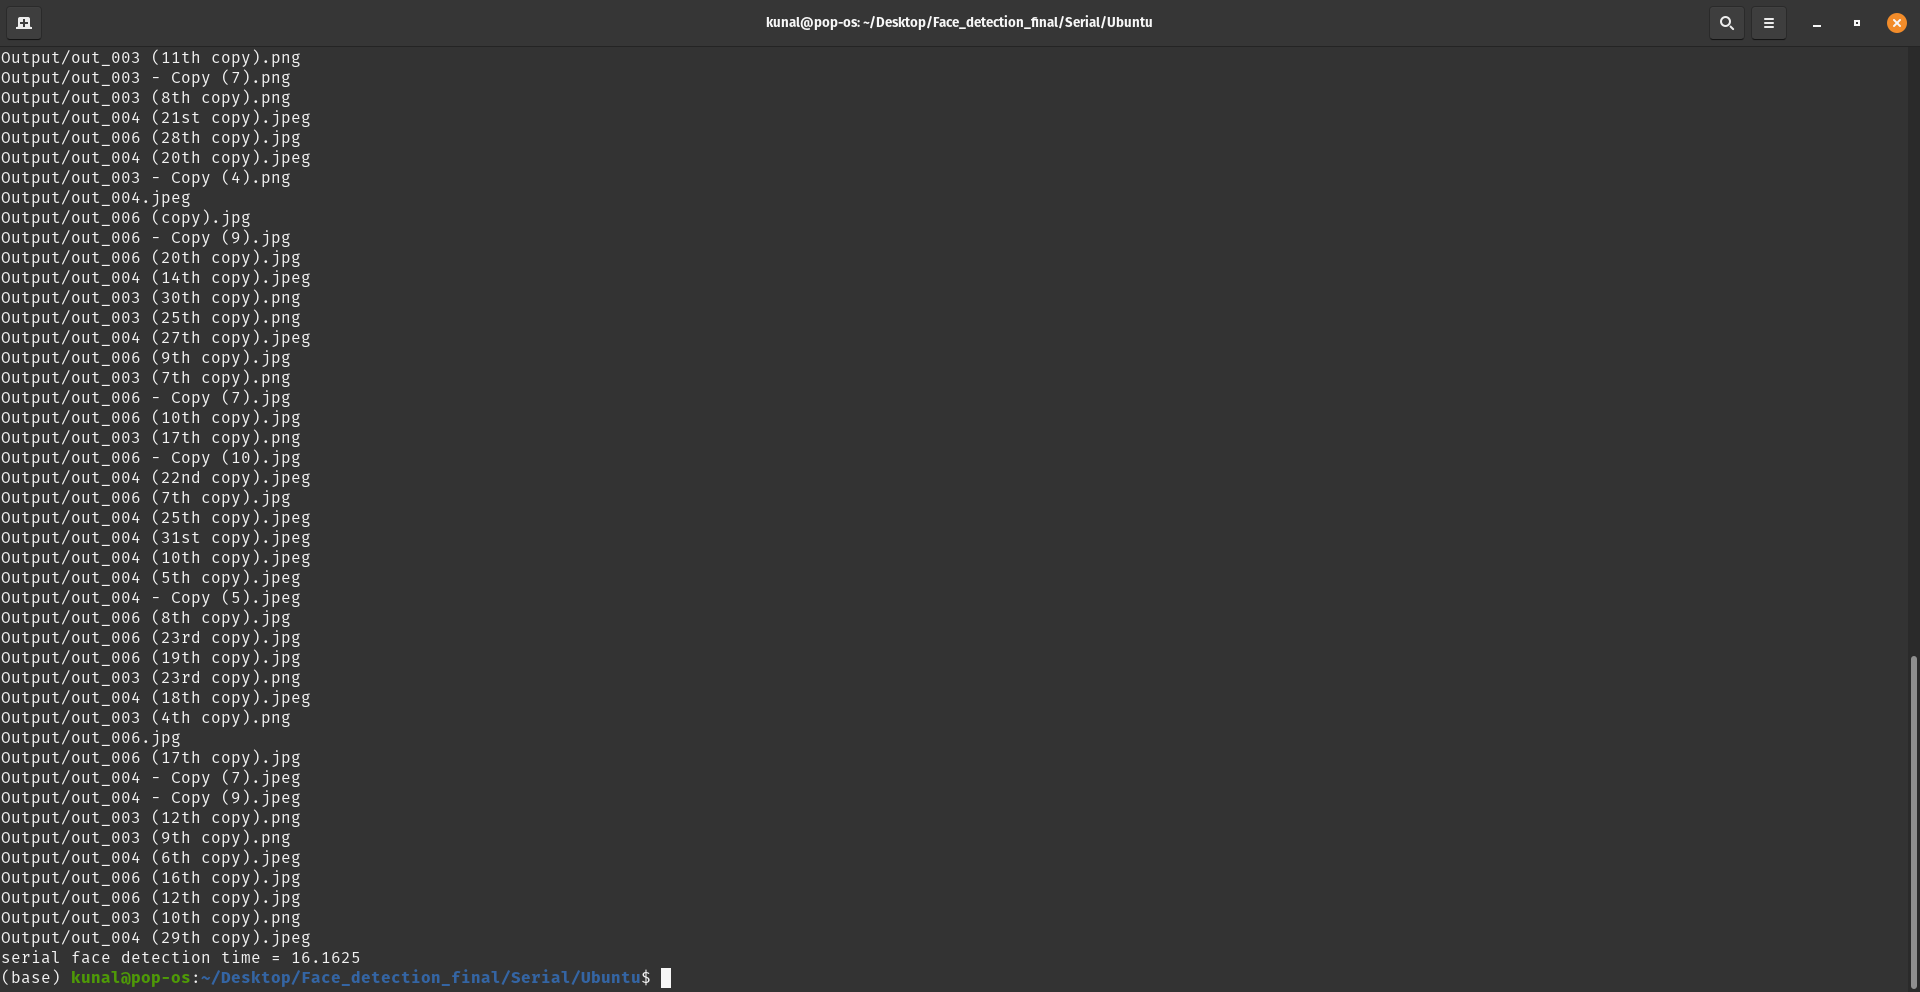 kunal@pop-os: ~/Desktop/Face_detection_final/Serial/Ubuntu
Output/out_003 (11th copy).png
Output/out_003 - Copy (7).png
Output/out_003 (8th copy).png
Output/out_004 (21st copy).jpeg
Output/out_006 (28th copy).jpg
Output/out_004 (20th copy).jpeg
Output/out_003 - Copy (4).png
Output/out_004.jpeg
Output/out_006 (copy).jpg
Output/out_006 - Copy (9).jpg
Output/out_006 (20th copy).jpg
Output/out_004 (14th copy).jpeg
Output/out_003 (30th copy).png
Output/out_003 (25th copy).png
Output/out_004 (27th copy).jpeg
Output/out_006 (9th copy).jpg
Output/out_003 (7th copy).png
Output/out_006 - Copy (7).jpg
Output/out_006 (10th copy).jpg
Output/out_003 (17th copy).png
Output/out_006 - Copy (10).jpg
Output/out_004 (22nd copy).jpeg
Output/out_006 (7th copy).jpg
Output/out_004 (25th copy).jpeg
Output/out_004 (31st copy).jpeg
Output/out_004 (10th copy).jpeg
Output/out_004 (5th copy).jpeg
Output/out_004 - Copy (5).jpeg
Output/out_006 (8th copy).jpg
Output/out_006 (23rd copy).jpg
Output/out_006 (19th copy).jpg
Output/out_003 (23rd copy).png
Output/out_004 (18th copy).jpeg
Output/out_003 (4th copy).png
Output/out_006.jpg
Output/out_006 (17th copy).jpg
Output/out_004 - Copy (7).jpeg
Output/out_004 - Copy (9).jpeg
Output/out_003 (12th copy).png
Output/out_003 (9th copy).png
Output/out_004 (6th copy).jpeg
Output/out_006 (16th copy).jpg
Output/out_006 (12th copy).jpg
Output/out_003 (10th copy).png
Output/out_004 (29th copy).jpeg
serial face detection time = 16.1625
(base) kunal@pop-os:~/Desktop/Face_detection_final/Serial/Ubuntu$